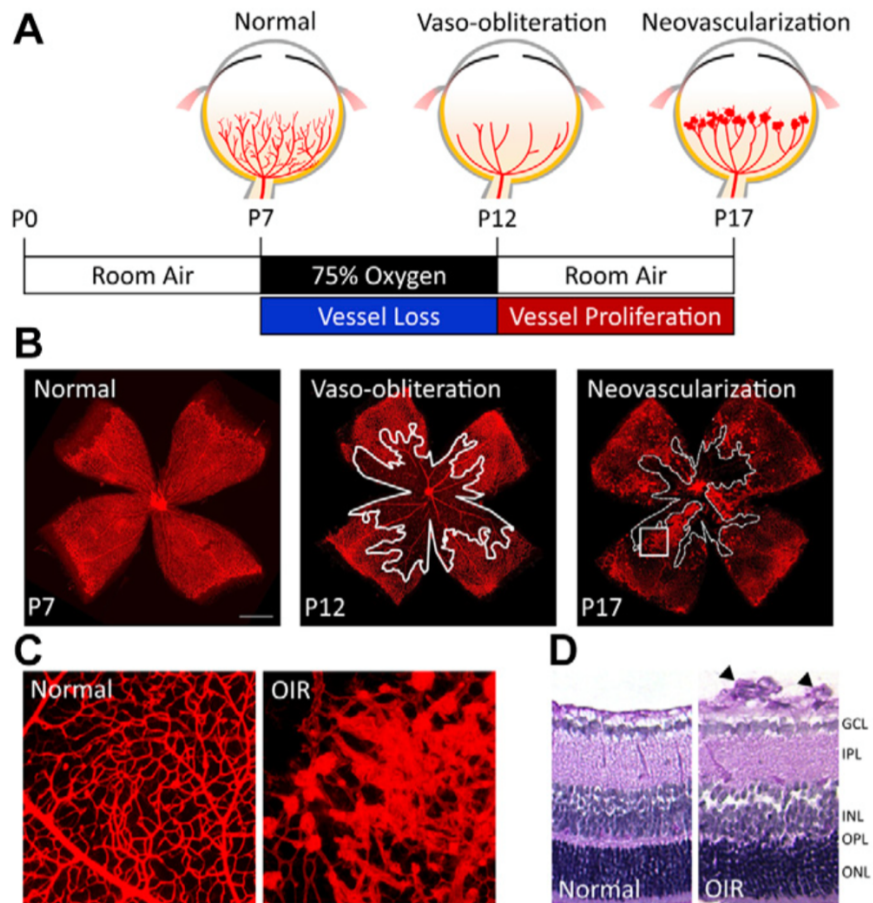 A
Normal
Vaso-obliteration
Neovascularization
P0
P7
P12
P17
Room Air
75% Oxygen
Room Air
Vessel Loss
Vessel Proliferation
B
Normal
P7
Vaso-obliteration
P12
Neovascularization
P17
C
Normal
OIR
D
Normal
OIR
GCL
IPL
INL
OPL
ONL